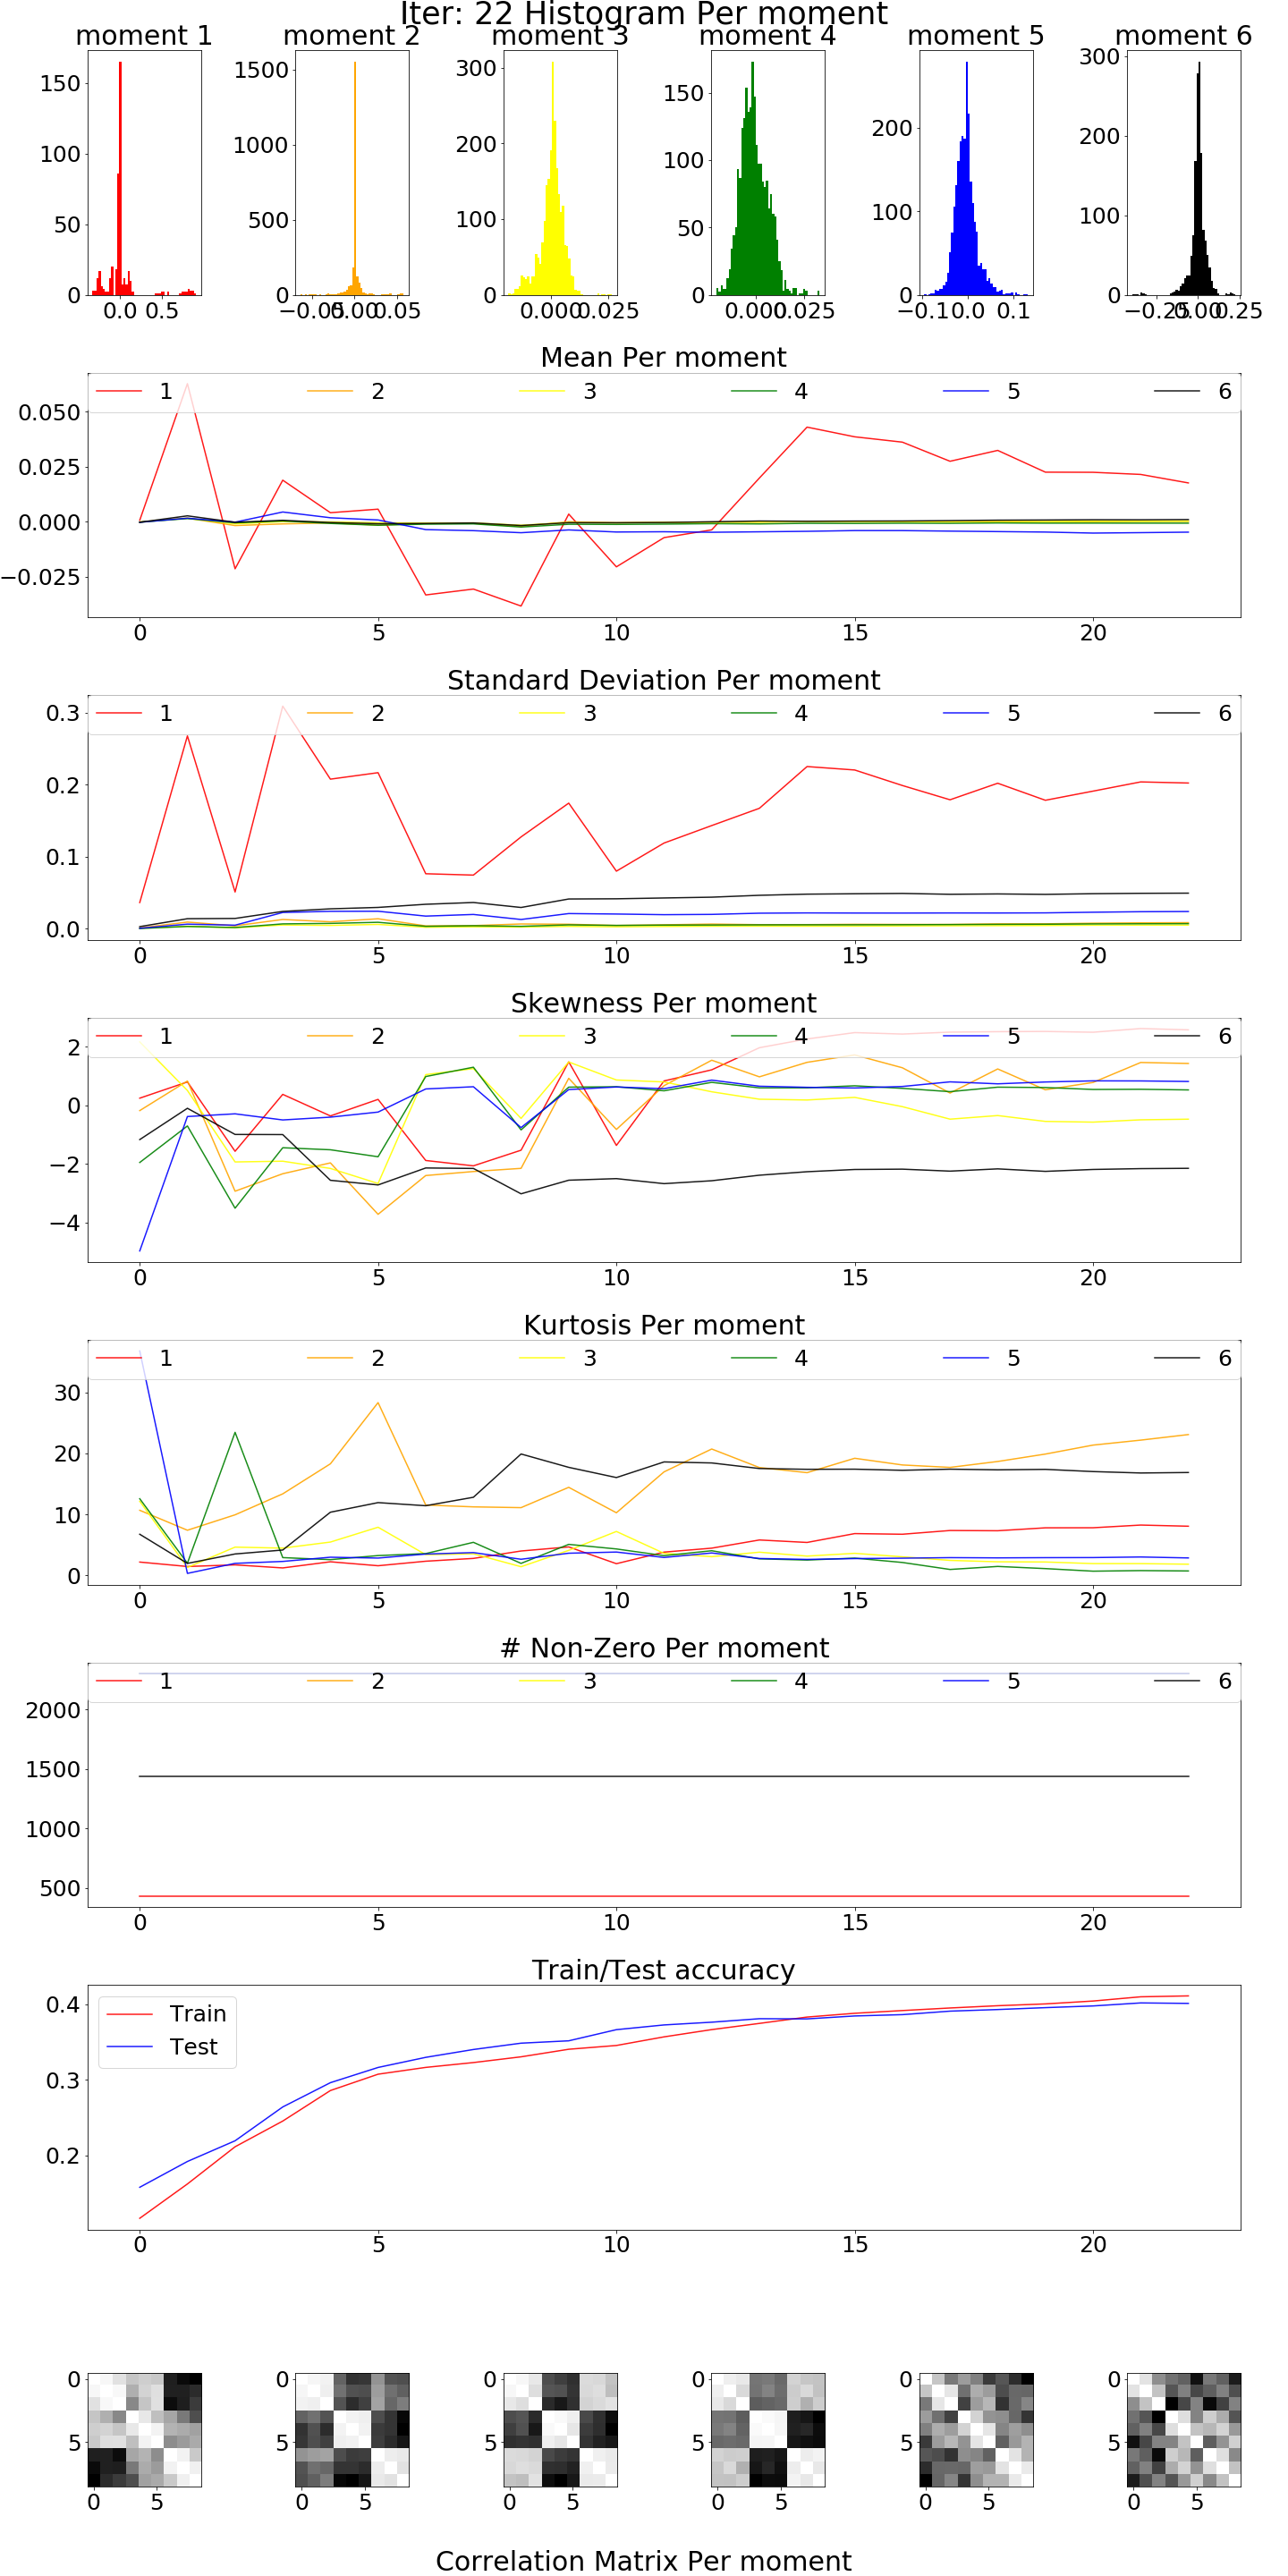 Iter: 22 Histogram Per moment
moment 1 moment 2 moment 3 moment 4 moment 5 moment 6
150
100
50
0
0.0 0.5
1500
1000
500
0
−0.05 0.00 0.05
300
200
100
0
0.000 0.025
150
100
50
0
0.000 0.025
200
100
0
−0.1 0.0 0.1
300
200
100
0
−0.25 0.00 0.25
Mean Per moment
1 2 3 4 5 6
0.050
0.025
0.000
−0.025
0 5 10 15 20
Standard Deviation Per moment
1 2 3 4 5 6
0.3
0.2
0.1
0.0
0 5 10 15 20
Skewness Per moment
1 2 3 4 5 6
2
0
−2
−4
0 5 10 15 20
Kurtosis Per moment
1 2 3 4 5 6
30
20
10
0
0 5 10 15 20
# Non-Zero Per moment
1 2 3 4 5 6
2000
1500
1000
500
0 5 10 15 20
Train/Test accuracy
Train
Test
0.4
0.3
0.2
0 5 10 15 20
0
5
0 5
0
5
0 5
0
5
0 5
0
5
0 5
0
5
0 5
0
5
0 5
Correlation Matrix Per moment